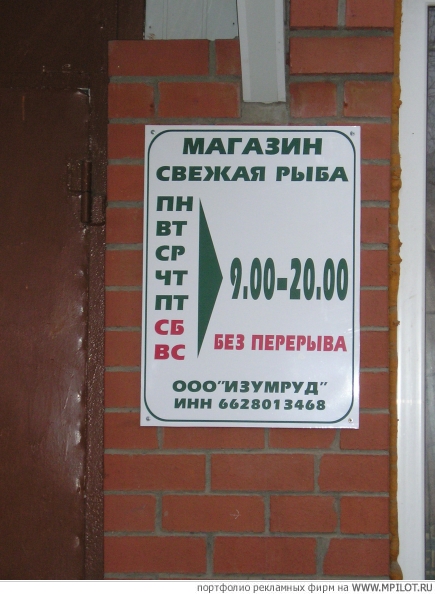 МАГАЗИН
СВЕЖАЯ РЫБА
ПН
ВТ
СР
ЧТ
ПТ
СБ
ВС
9.00-20.00
БЕЗ ПЕРЕРЫВА
ООО"ИЗУМРУД"
ИНН 6628013468
портфолио рекламных фирм на WWW.MPILOT.RU